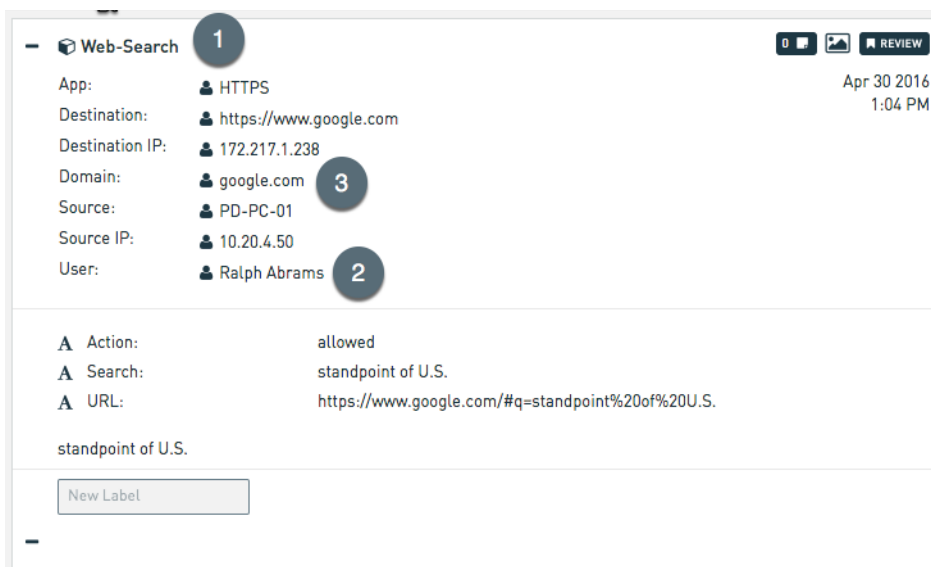 Web-Search 1 0 REVIEW
App: HTTPS Apr 30 2016
1:04 PM
Destination: https://www.google.com
Destination IP: 172.217.1.238
Domain: google.com 3
Source: PD-PC-01
Source IP: 10.20.4.50
User: Ralph Abrams 2
A Action: allowed
A Search: standpoint of U.S.
A URL: https://www.google.com/#q=standpoint%20of%20U.S.
standpoint of U.S.
New Label